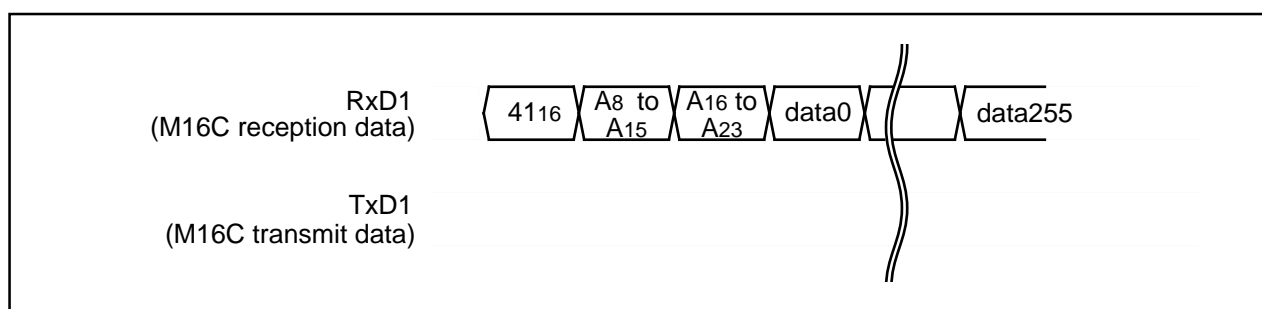 RxD1
(M16C reception data)
4116
A8 to
A15
A16 to
A23
data0
data255
TxD1
(M16C transmit data)